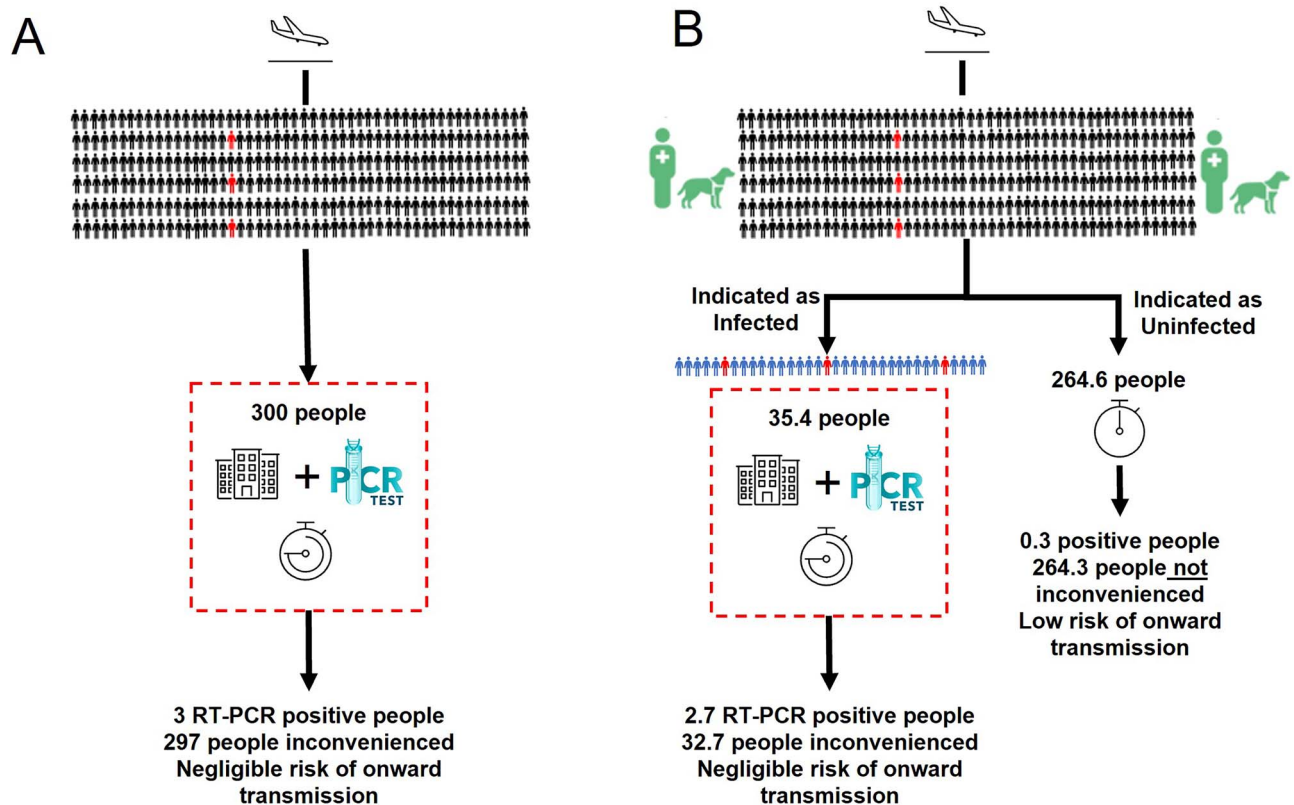 A
300 people
PCR
TEST
3 RT-PCR positive people
297 people inconvenienced
Negligible risk of onward
transmission
B
Indicated as
Infected
Indicated as
Uninfected
35.4 people
PCR
TEST
2.7 RT-PCR positive people
32.7 people inconvenienced
Negligible risk of onward
transmission
264.6 people
0.3 positive people
264.3 people not
inconvenienced
Low risk of onward
transmission